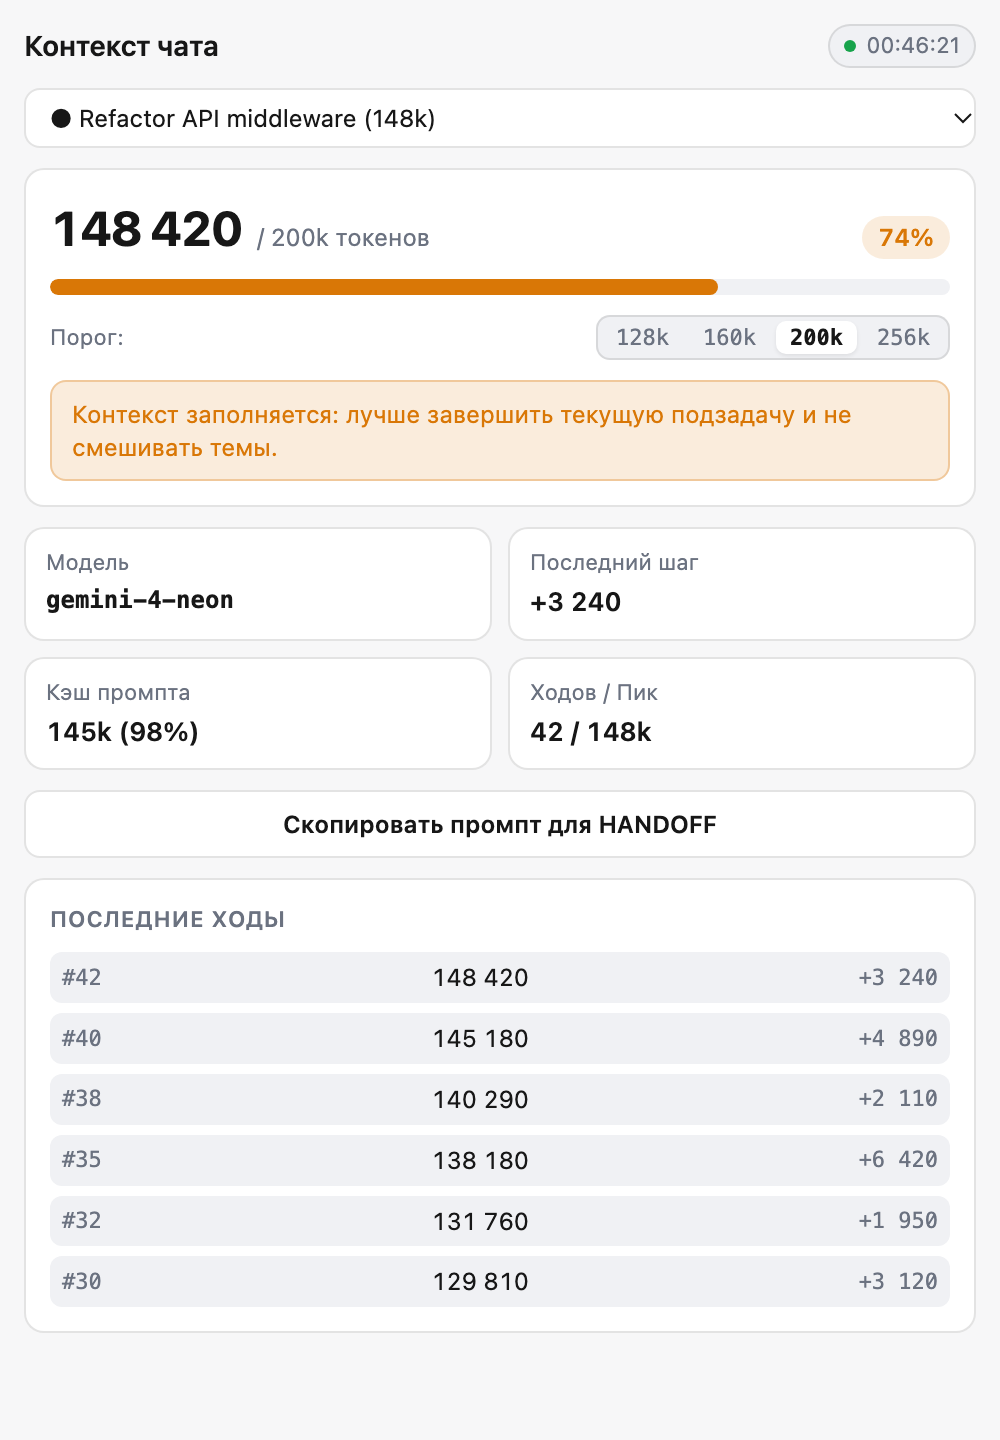 Контекст чата
00:46:21
Refactor API middleware (148k)
148 420 / 200k токенов
74%
Порог:
128k 160k 200k 256k
Контекст заполняется: лучше завершить текущую подзадачу и не
смешивать темы.
Модель
gemini-4-neon
Последний шаг
+3 240
Кэш промпта
145k (98%)
Ходов / Пик
42 / 148k
Скопировать промпт для HANDOFF
ПОСЛЕДНИЕ ХОДЫ
#42 148 420 +3 240
#40 145 180 +4 890
#38 140 290 +2 110
#35 138 180 +6 420
#32 131 760 +1 950
#30 129 810 +3 120